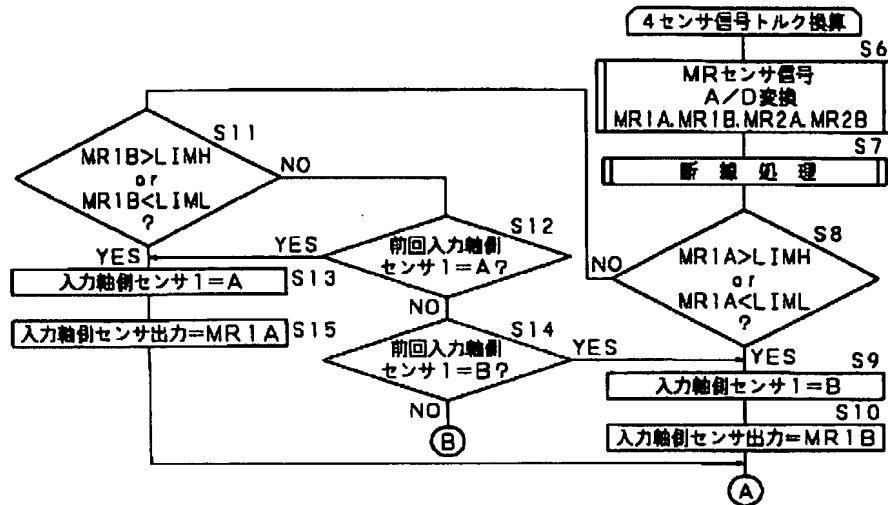 4センサ信号トルク換算
S6
MRセンサ信号
A/D変換
MR1A.MR1B.MR2A.MR2B
S7
断線処理
S8
MR1A>LIMH
or
MR1A<LIML
?
NO
YES
S9
入力軸側センサ1=B
S10
入力軸側センサ出力=MR1B
S11
MR1B>LIMH
or
MR1B<LIML
?
NO
YES
S12
前回入力軸側
センサ1=A?
YES
NO
S13
入力軸側センサ1=A
S14
前回入力軸側
センサ1=B?
YES
NO
S15
入力軸側センサ出力=MR1A
B
A